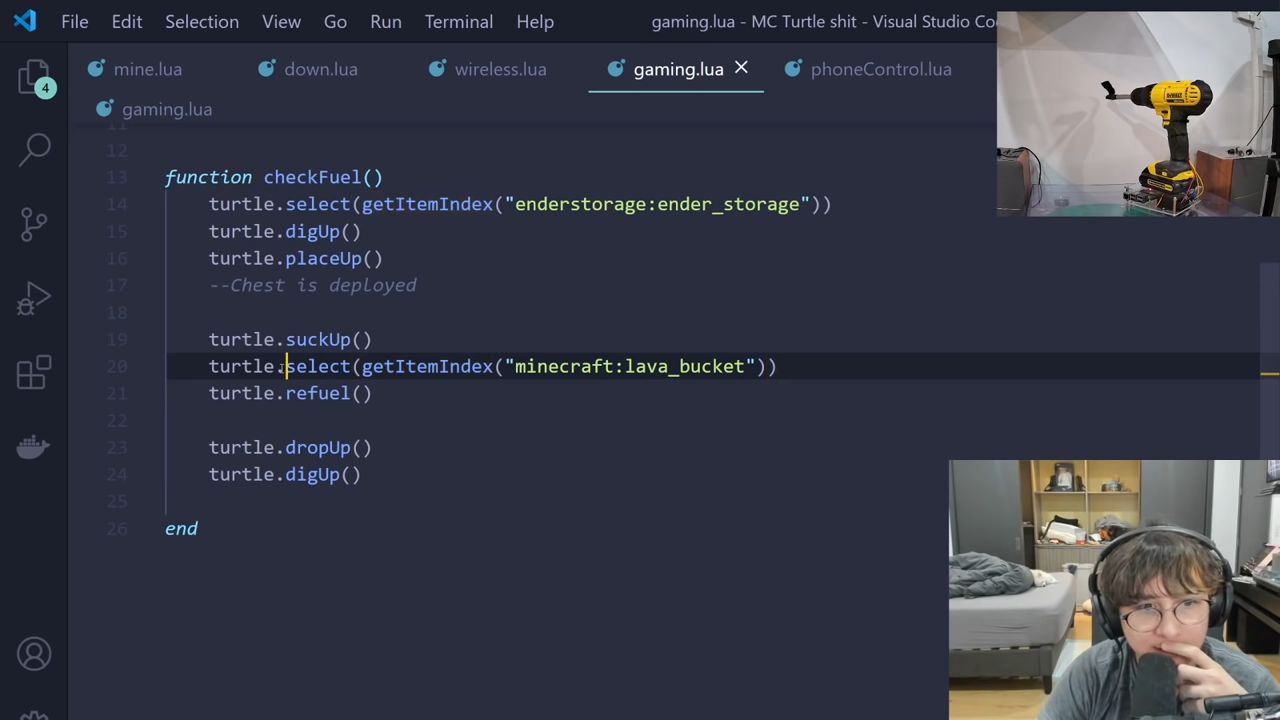 File Edit Selection View Go Run Terminal Help gaming.lua - MC Turtle shit - Visual Studio Co
mine.lua down.lua wireless.lua gaming.lua phoneControl.lua
4
gaming.lua
11
12
13 function checkFuel()
14 turtle.select(getItemIndex("enderstorage:ender_storage"))
15 turtle.digUp()
16 turtle.placeUp()
17 --Chest is deployed
18
19 turtle.suckUp()
20 turtle.select(getItemIndex("minecraft:lava_bucket"))
21 turtle.refuel()
22
23 turtle.dropUp()
24 turtle.digUp()
25
26 end
DEWALT